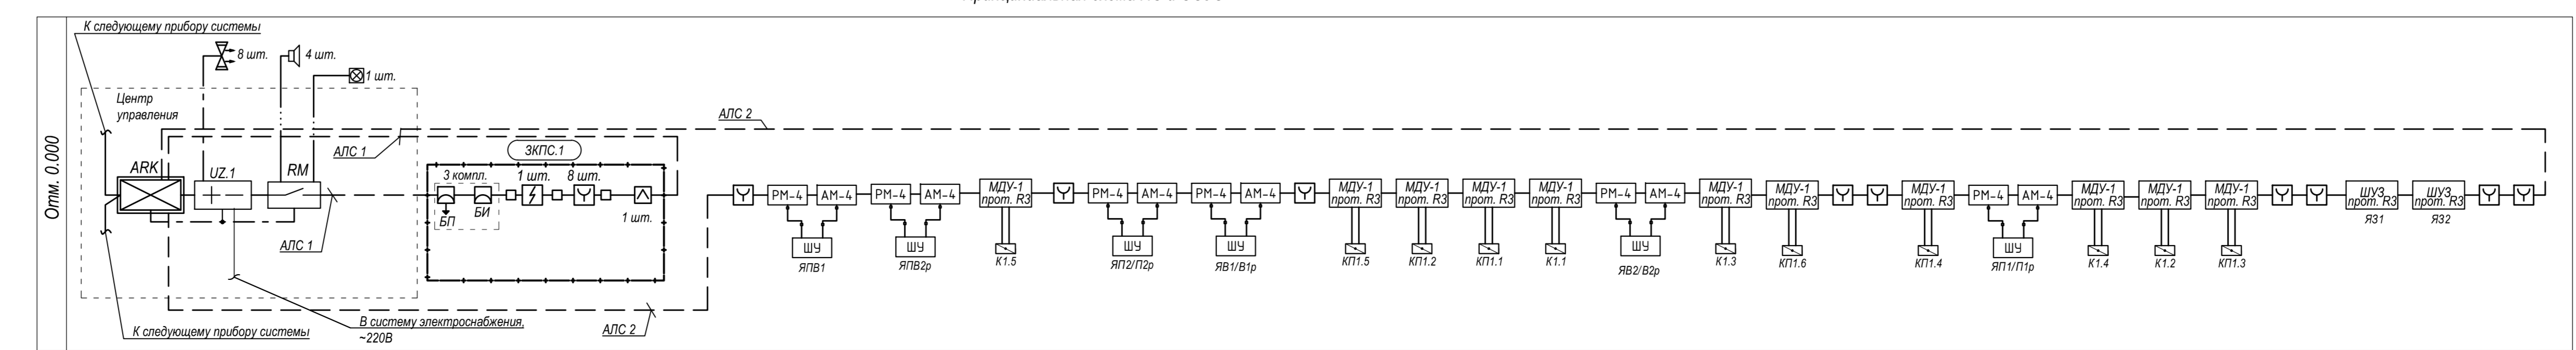 К следующему прибору системы
8 шт.
4 шт.
1 шт.
Центр
управления
Отм. 0.000
АЛС 2
АЛС 1
ЗКПС.1
ARK
UZ.1
RM
3 компл.
1 шт.
8 шт.
БП
БИ
1 шт.
АЛС 1
РМ-4
АМ-4
ШУ
ЯПВ1
РМ-4
АМ-4
ШУ
ЯПВ2р
МДУ-1
прот. R3
К1.5
РМ-4
АМ-4
ШУ
ЯП2/П2р
РМ-4
АМ-4
ШУ
ЯВ1/В1р
МДУ-1
прот. R3
КП1.5
МДУ-1
прот. R3
КП1.2
МДУ-1
прот. R3
КП1.1
МДУ-1
прот. R3
К1.1
РМ-4
АМ-4
ШУ
ЯВ2/В2р
МДУ-1
прот. R3
К1.3
МДУ-1
прот. R3
КП1.6
МДУ-1
прот. R3
КП1.4
РМ-4
АМ-4
ШУ
ЯП1/П1р
МДУ-1
прот. R3
К1.4
МДУ-1
прот. R3
К1.2
МДУ-1
прот. R3
КП1.3
ШУЗ
прот. R3
ЯЗ1
ШУЗ
прот. R3
ЯЗ2
К следующему прибору системы
В систему электроснабжения,
~220В
АЛС 2